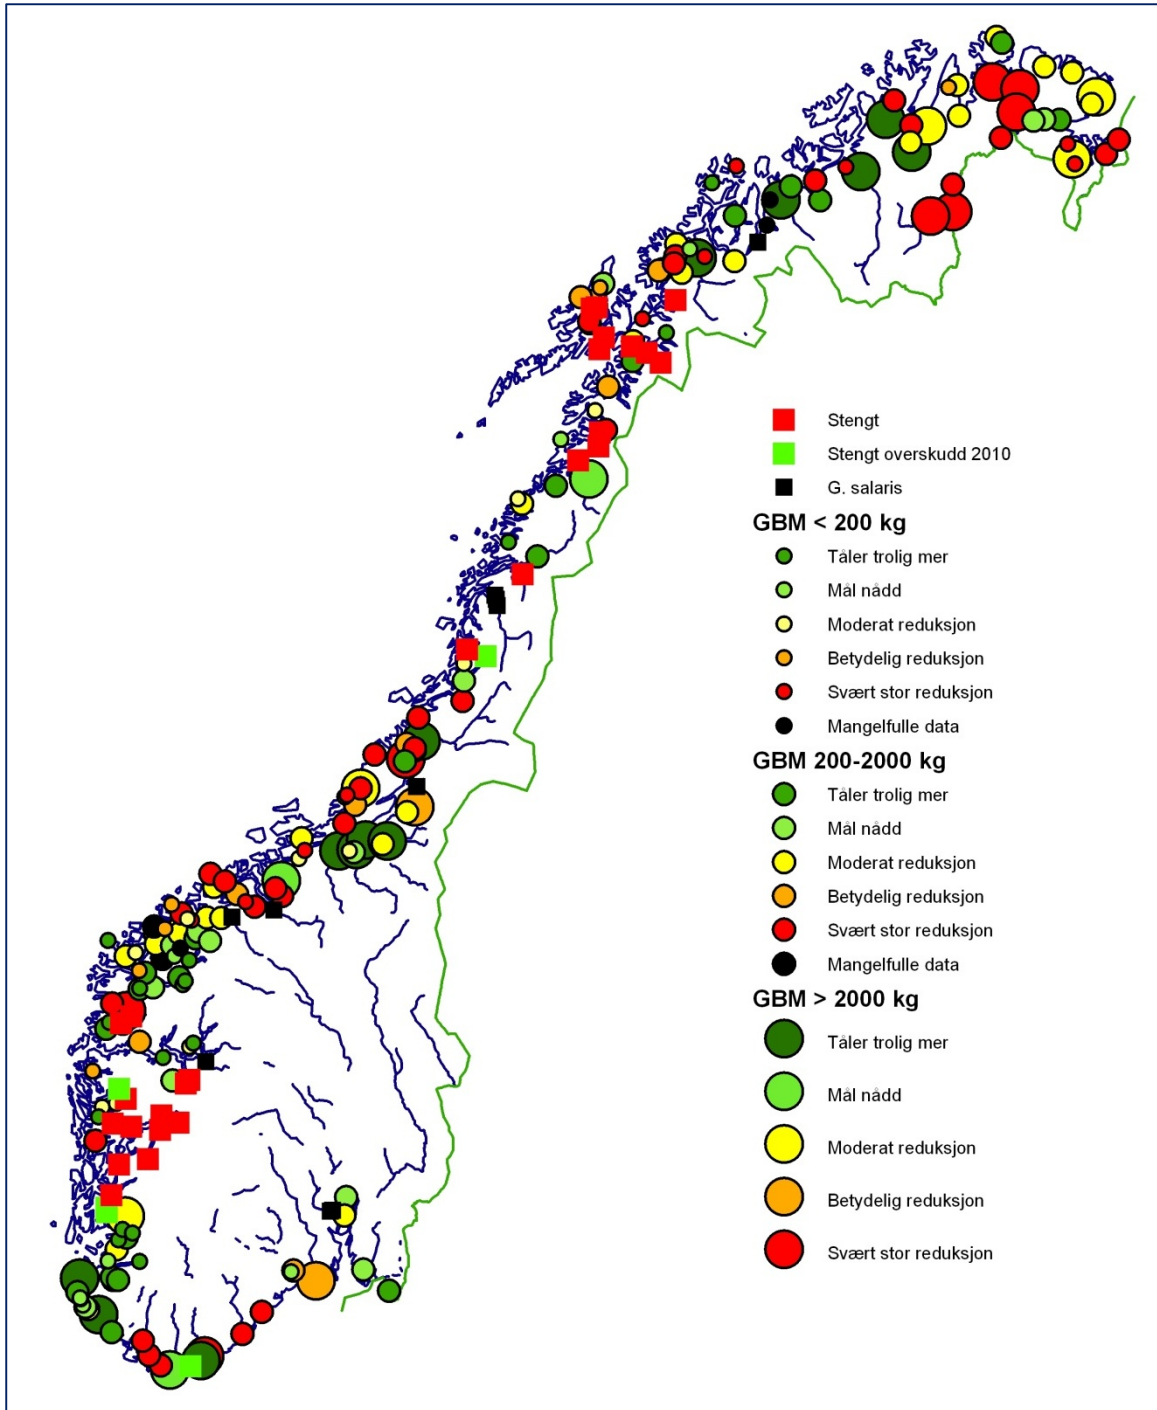 Stengt
Stengt overskudd 2010
G. salaris
GBM < 200 kg
Tåler trolig mer
Mål nådd
Moderat reduksjon
Betydelig reduksjon
Svært stor reduksjon
Mangelfulle data
GBM 200-2000 kg
Tåler trolig mer
Mål nådd
Moderat reduksjon
Betydelig reduksjon
Svært stor reduksjon
Mangelfulle data
GBM > 2000 kg
Tåler trolig mer
Mål nådd
Moderat reduksjon
Betydelig reduksjon
Svært stor reduksjon